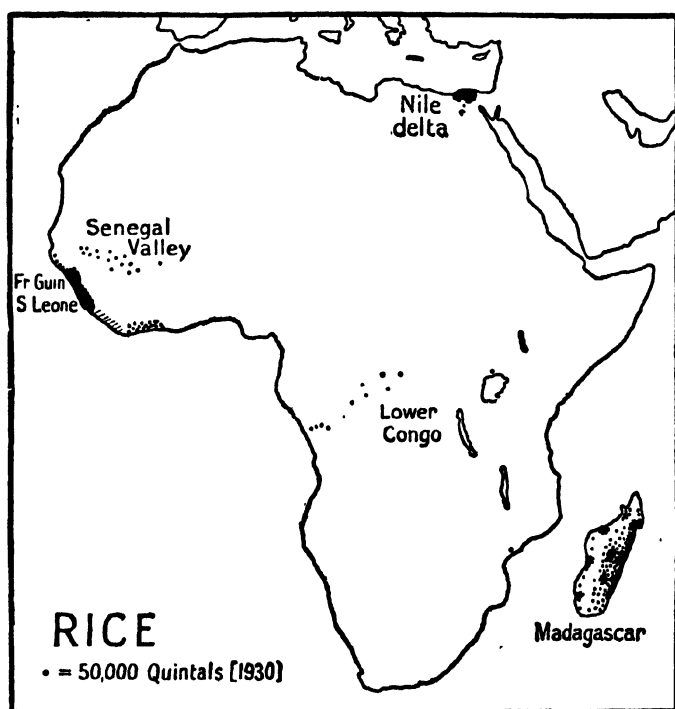 Nile
delta
Senegal
Valley
Fr Guin
S Leone
Lower
Congo
Madagascar
RICE
• = 50,000 Quintals [1930]